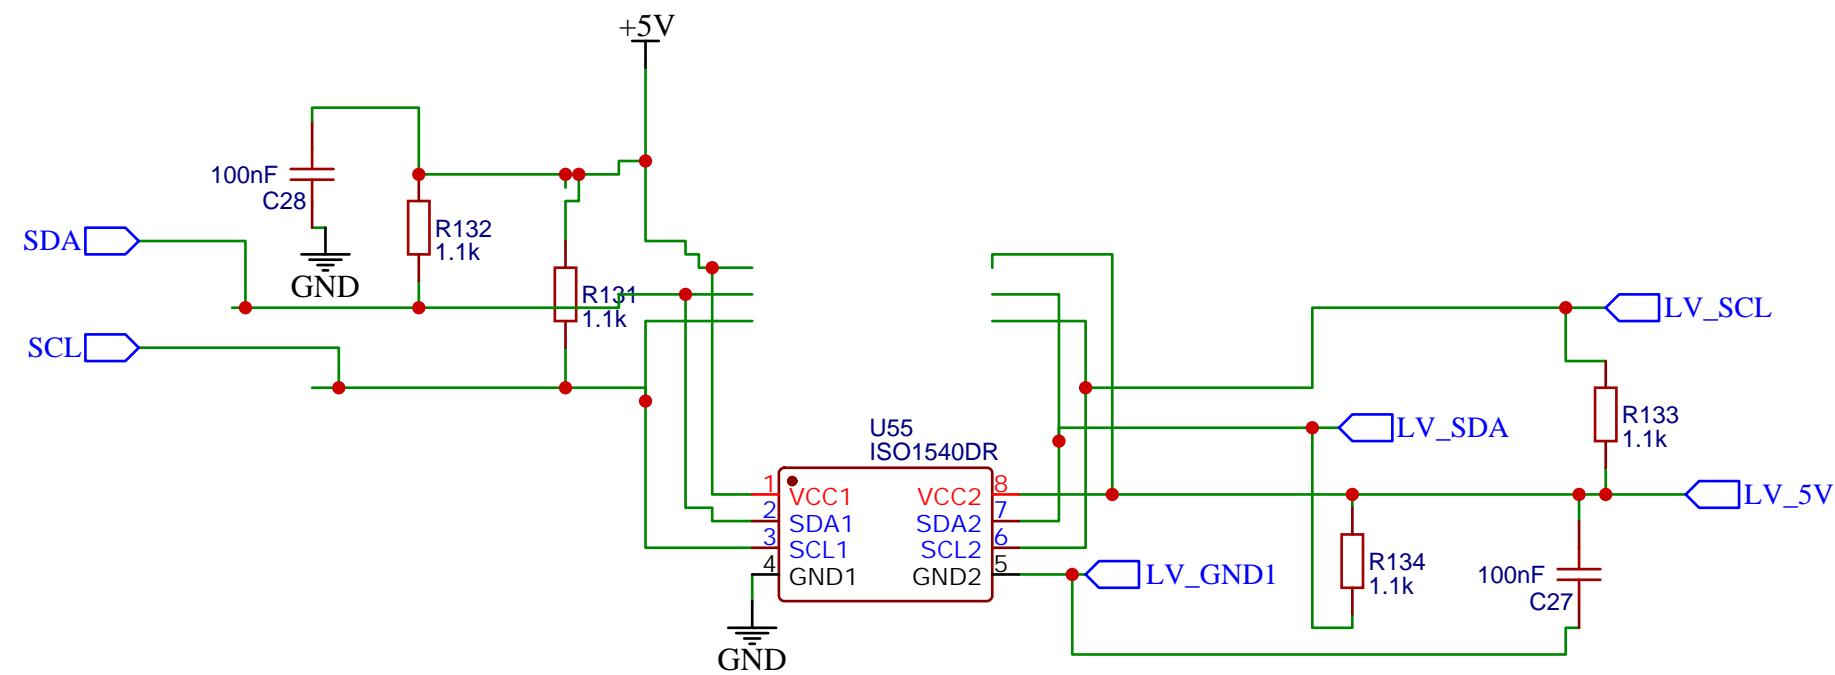 +5V
100nF
C28
SDA
R132
1.1k
GND
R131
1.1k
SCL
LV_SCL
R133
1.1k
LV_SDA
U55
ISO1540DR
1 VCC1 VCC2 8
2 SDA1 SDA2 7
3 SCL1 SCL2 6
4 GND1 GND2 5
LV_5V
LV_GND1
R134
1.1k
100nF
C27
GND